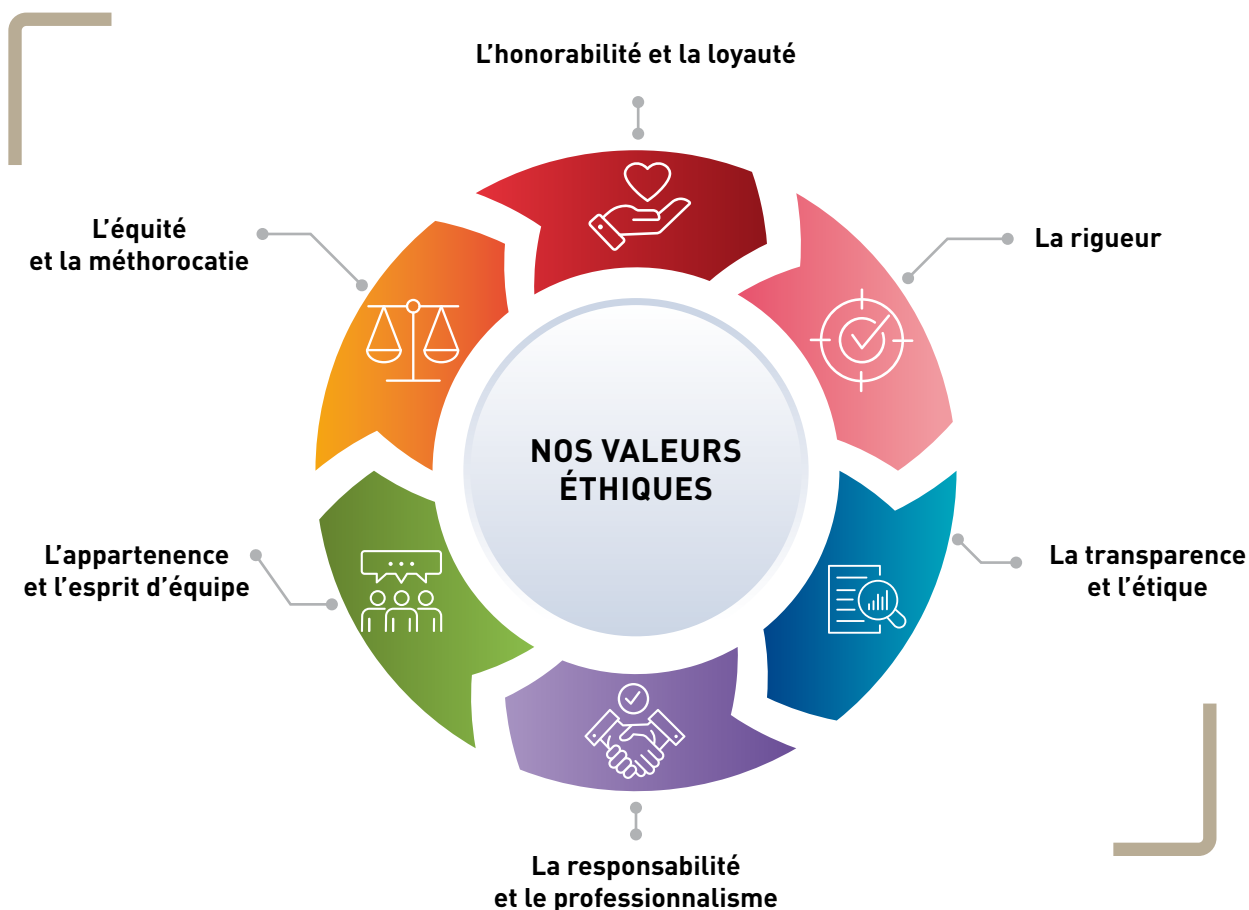 L'honorabilité et la loyauté
L'équité
et la méthorocatie
La rigueur
NOS VALEURS
ÉTHIQUES
L'appartenence
et l'esprit d'équipe
La transparence
et l'étique
La responsabilité
et le professionnalisme